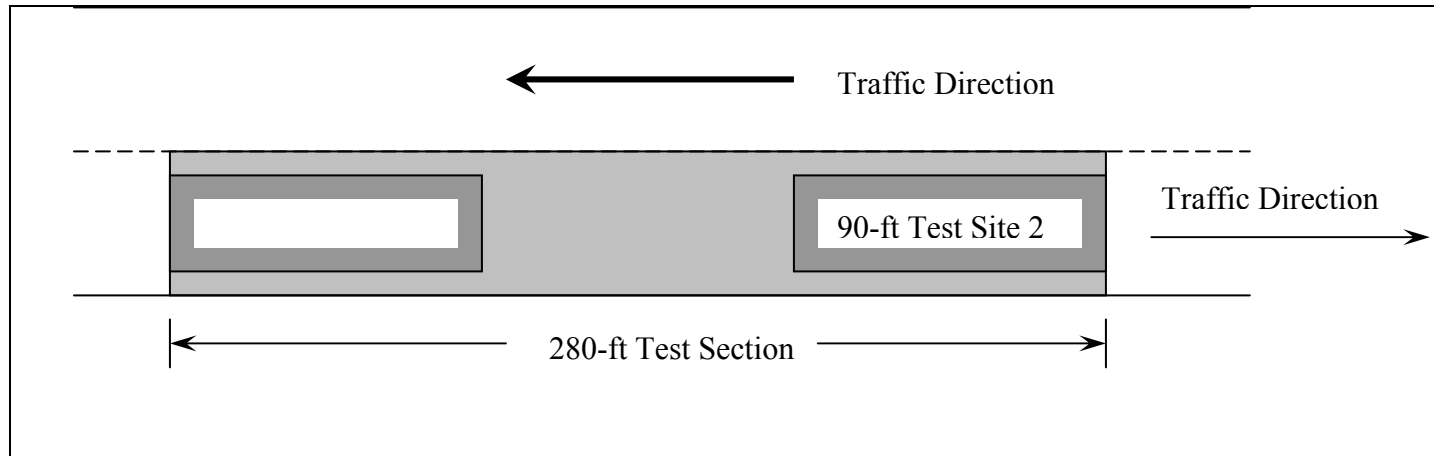 Traffic Direction
Traffic Direction
90-ft Test Site 2
280-ft Test Section